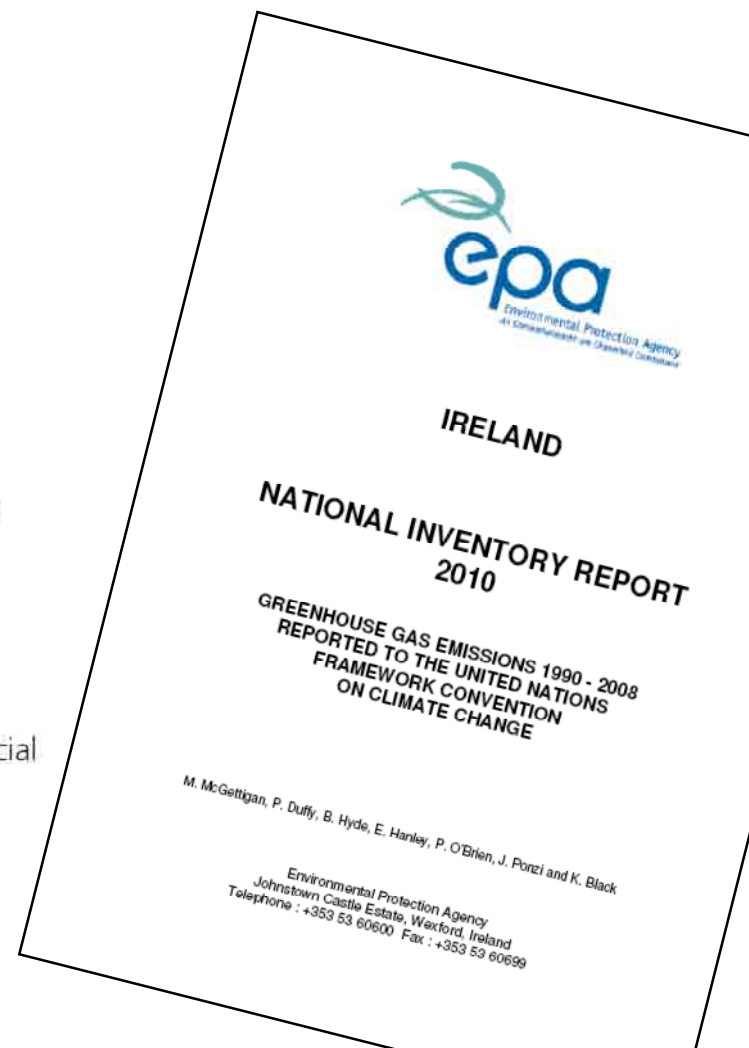 cial
epa
Environmental Protection Agency
IRELAND
NATIONAL INVENTORY REPORT
2010
GREENHOUSE GAS EMISSIONS 1990 - 2008
REPORTED TO THE UNITED NATIONS
FRAMEWORK CONVENTION
ON CLIMATE CHANGE
M. McGettigan, P. Duffy, B. Hyde, E. Hanley, P. O'Brien, J. Ponzi and K. Black
Environmental Protection Agency
Johnstown Castle Estate, Wexford, Ireland
Telephone : +353 53 60600 Fax : +353 53 60699